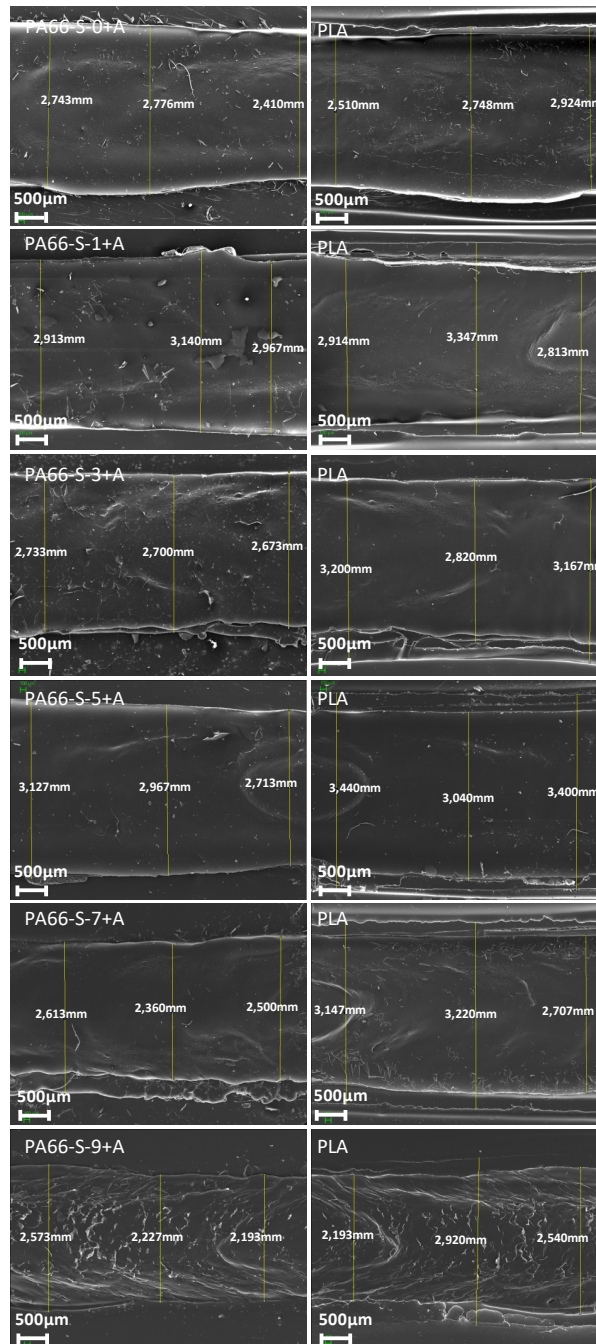 PA66-S-0+A
2,743mm
2,776mm
2,410mm
500µm
PLA
2,510mm
2,748mm
2,924mm
500µm
PA66-S-1+A
2,913mm
3,140mm
2,967mm
500µm
PLA
2,914mm
3,347mm
2,813mm
500µm
PA66-S-3+A
2,733mm
2,700mm
2,673mm
500µm
PLA
3,200mm
2,820mm
3,167mm
500µm
PA66-S-5+A
3,127mm
2,967mm
2,713mm
500µm
PLA
3,440mm
3,040mm
3,400mm
500µm
PA66-S-7+A
2,613mm
2,360mm
2,500mm
500µm
PLA
3,147mm
3,220mm
2,707mm
500µm
PA66-S-9+A
2,573mm
2,227mm
2,193mm
500µm
PLA
2,193mm
2,920mm
2,540mm
500µm